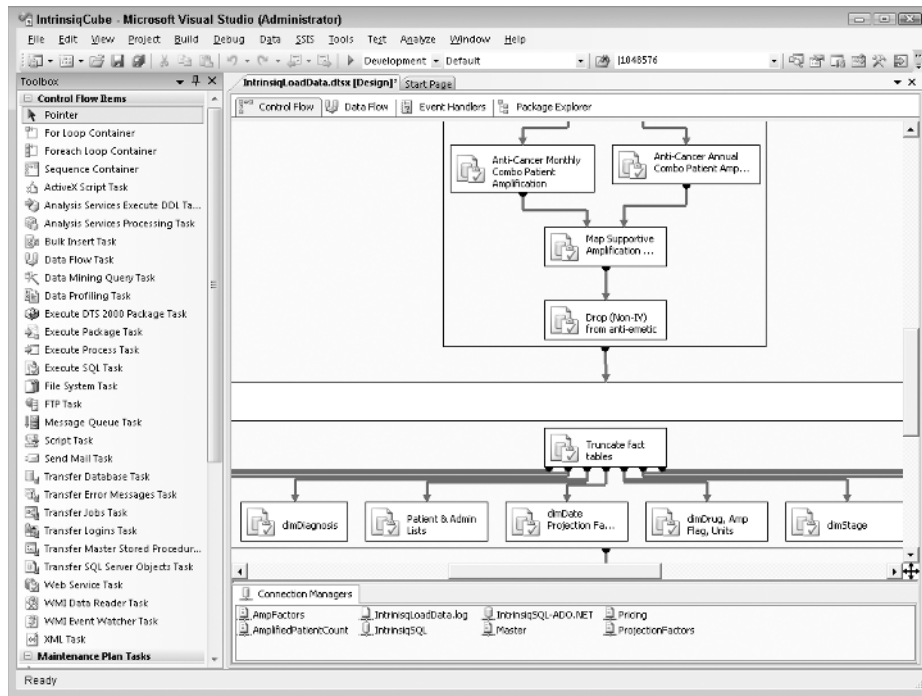 IntrinsiqCube - Microsoft Visual Studio (Administrator)
File Edit View Project Build Debug Data SSIS Tools Test Analyze Window Help
Development Default |1048576
Toolbox
IntrinsiqLoadData.dtsx [Design]* Start Page
Control Flow Data Flow Event Handlers Package Explorer
Control Flow Items
Pointer
For Loop Container
Foreach Loop Container
Sequence Container
ActiveX Script Task
Analysis Services Execute DDL Ta...
Analysis Services Processing Task
Bulk Insert Task
Data Flow Task
Data Mining Query Task
Data Profiling Task
Execute DTS 2000 Package Task
Execute Package Task
Execute Process Task
Execute SQL Task
File System Task
FTP Task
Message Queue Task
Script Task
Send Mail Task
Transfer Database Task
Transfer Error Messages Task
Transfer Jobs Task
Transfer Logins Task
Transfer Master Stored Procedur...
Transfer SQL Server Objects Task
Web Service Task
WMI Data Reader Task
WMI Event Watcher Task
XML Task
Maintenance Plan Tasks
Anti-Cancer Monthly
Combo Patient
Amplification
Anti-Cancer Annual
Combo Patient Amp...
Map Supportive
Amplification ...
Drop (Non-IV)
from anti-emetic
Truncate fact
tables
dimDiagnosis
Patient & Admin
Lists
dimDate
Projection Fa...
dimDrug, Amp
Flag, Units
dimStage
Connection Managers
AmpFactors IntrinsiqLoadData.log IntrinsiqSQL-ADO.NET Pricing
AmplifiedPatientCount IntrinsiqSQL Master ProjectionFactors
Ready